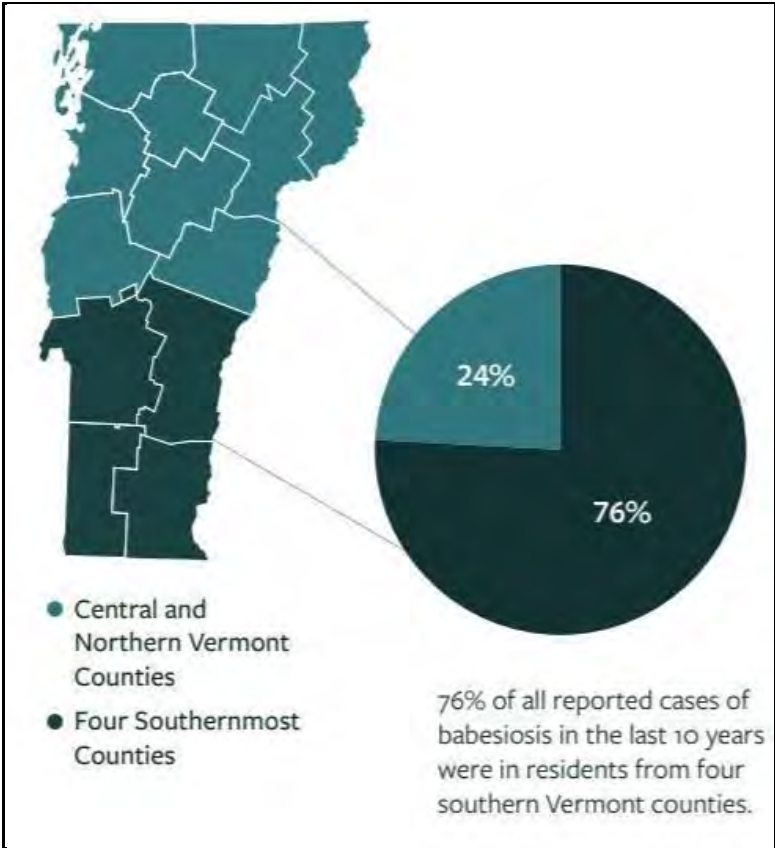 24%
76%
Central and
Northern Vermont
Counties
Four Southernmost
Counties
76% of all reported cases of
babesiosis in the last 10 years
were in residents from four
southern Vermont counties.